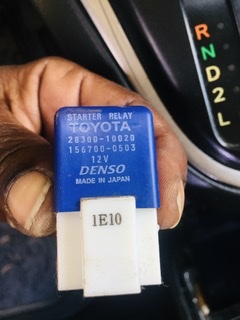 STARTER RELAY
TOYOTA
28300-10020
156700-0503
12V
DENSO
MADE IN JAPAN
1E10
R
N
D
2
L